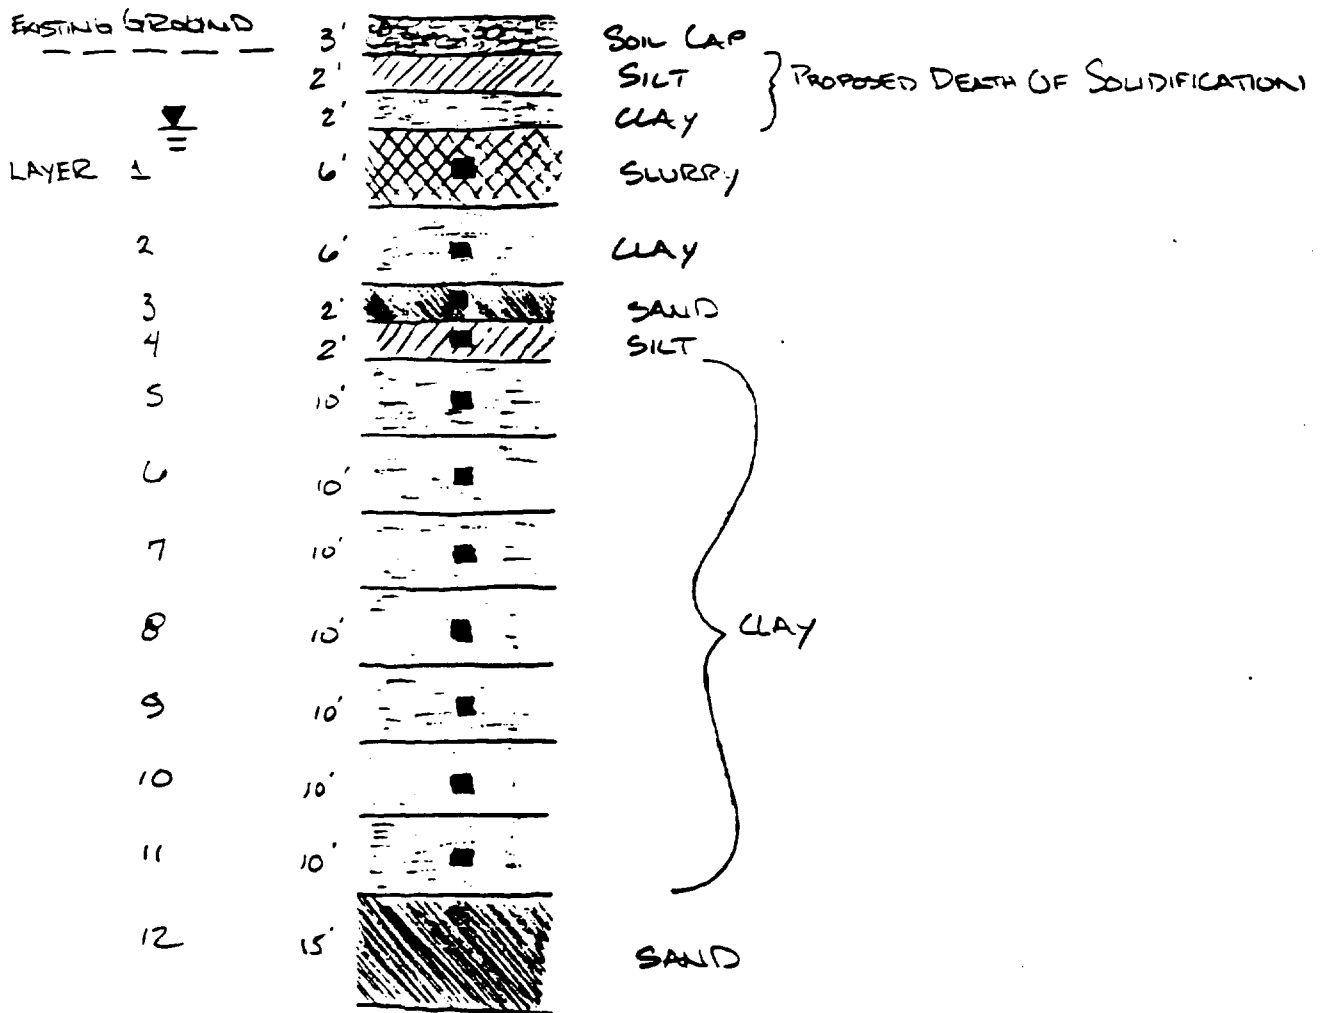 EXISTING GROUND
3' SOIL CAP
2' SILT
PROPOSED DEPTH OF SOLIDIFICATION
2' CLAY
LAYER 1 6' SLURRY
2 6' CLAY
3 2' SAND
4 2' SILT
5 10'
6 10'
7 10'
8 10' CLAY
9 10'
10 10'
11 10'
12 15' SAND